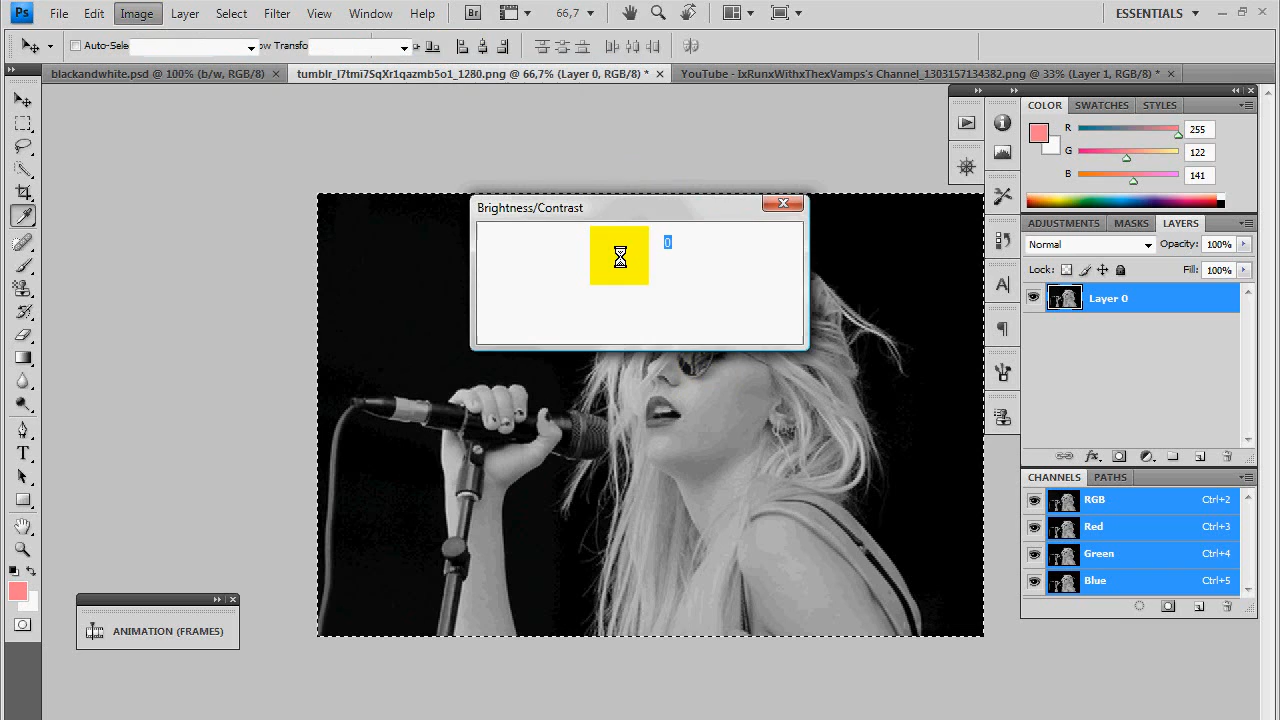 Ps File Edit Image Layer Select Filter View Window Help Br 66,7 ESSENTIALS
Auto-Sele ow Transfo
blackandwhite.psd @ 100% (b/w, RGB/8) × tumblr_l7tmi7SqXr1qazmb5o1_1280.png @ 66,7% (Layer 0, RGB/8) * × YouTube - IxRunxWithxThexVamps's Channel_1303157134382.png @ 33% (Layer 1, RGB/8) * ×
COLOR SWATCHES STYLES
R 255
G 122
B 141
Brightness/Contrast
0
ADJUSTMENTS MASKS LAYERS
Normal Opacity: 100%
Lock: Fill: 100%
Layer 0
CHANNELS PATHS
RGB Ctrl+2
Red Ctrl+3
Green Ctrl+4
Blue Ctrl+5
ANIMATION (FRAMES)